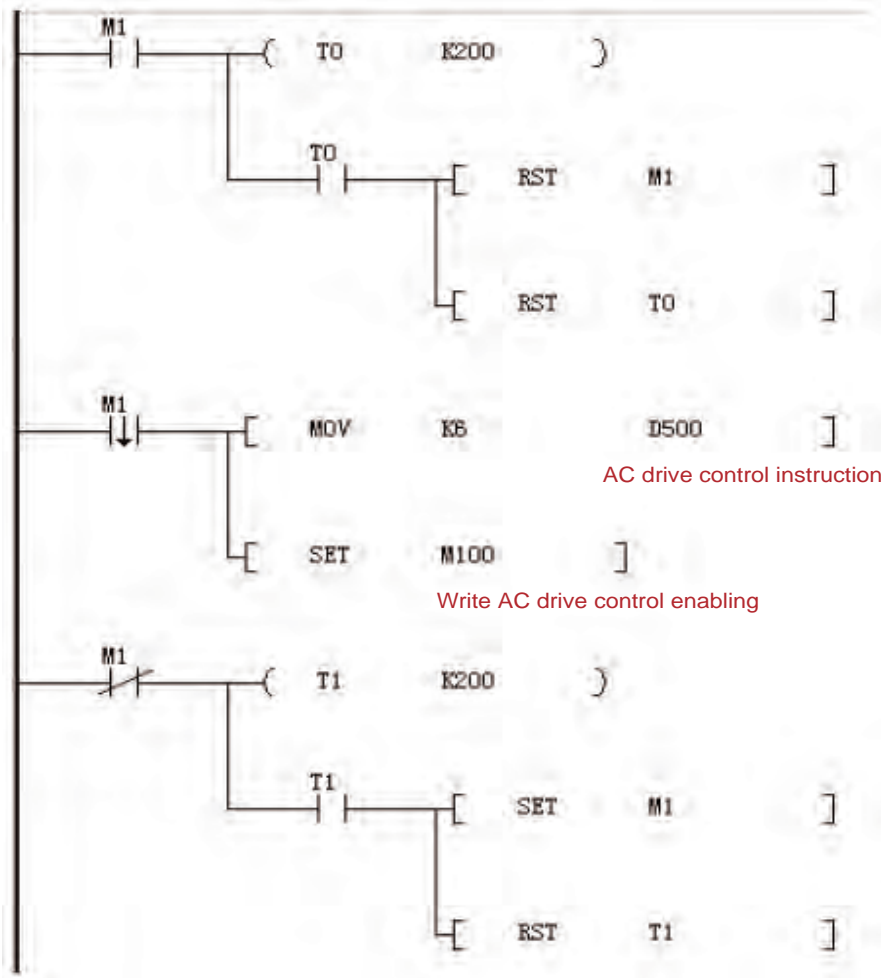 M1
T0 K200
T0
RST M1
RST T0
M1
MOV K6 D500
AC drive control instruction
SET M100
Write AC drive control enabling
M1
T1 K200
T1
SET M1
RST T1